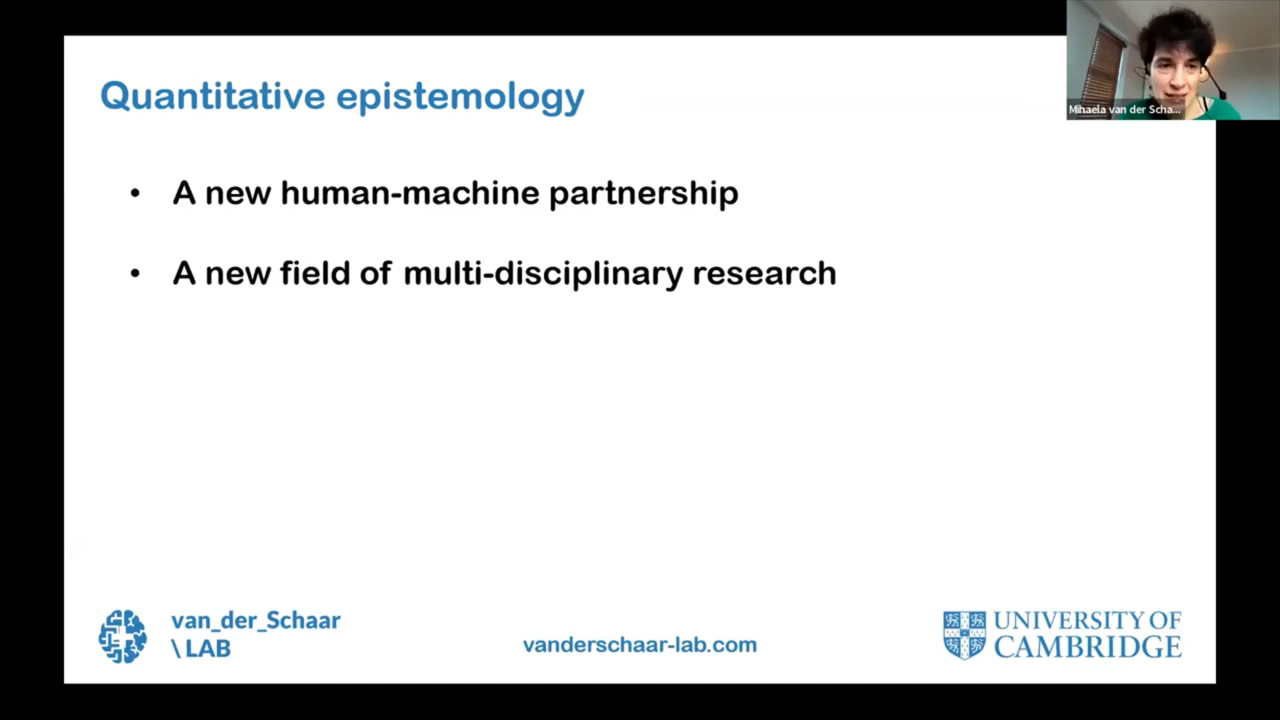 Quantitative epistemology
Mihaela van der Scha...
• A new human-machine partnership
• A new field of multi-disciplinary research
van_der_Schaar
\ LAB
vanderschaar-lab.com
UNIVERSITY OF
CAMBRIDGE